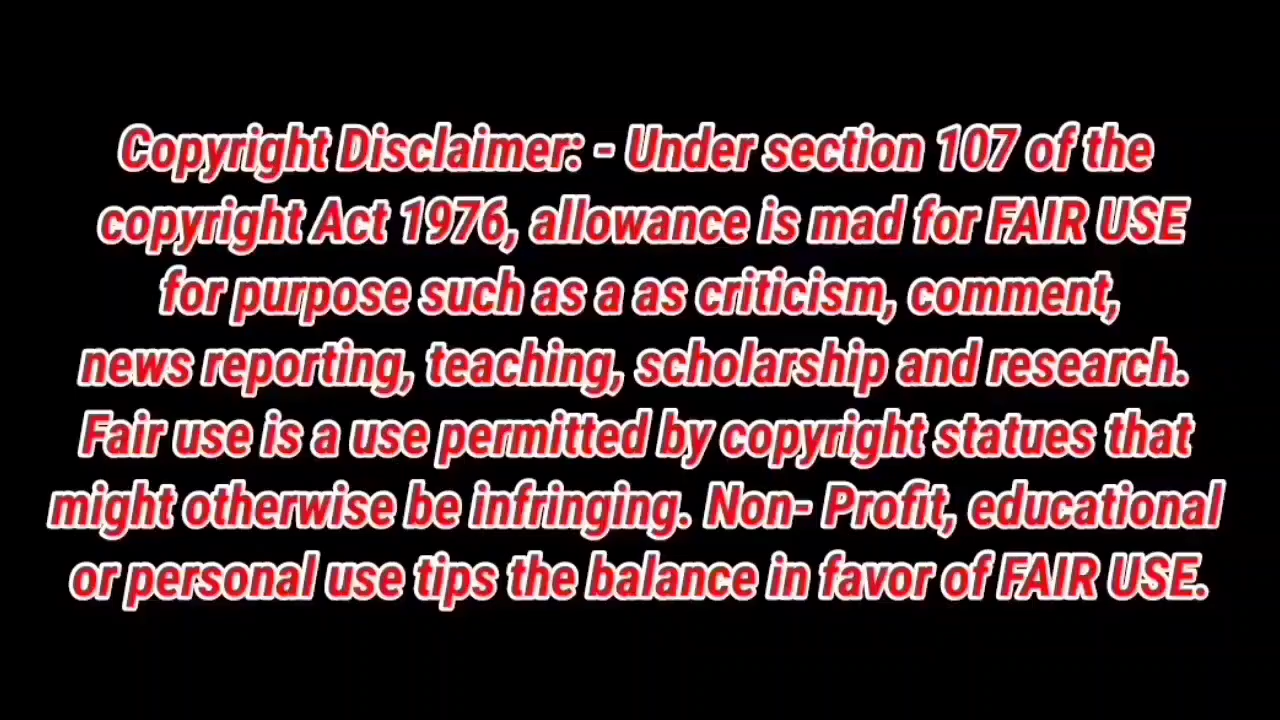 Copyright Disclaimer: - Under section 107 of the
copyright Act 1976, allowance is mad for FAIR USE
for purpose such as a as criticism, comment,
news reporting, teaching, scholarship and research.
Fair use is a use permitted by copyright statues that
might otherwise be infringing. Non- Profit, educational
or personal use tips the balance in favor of FAIR USE.